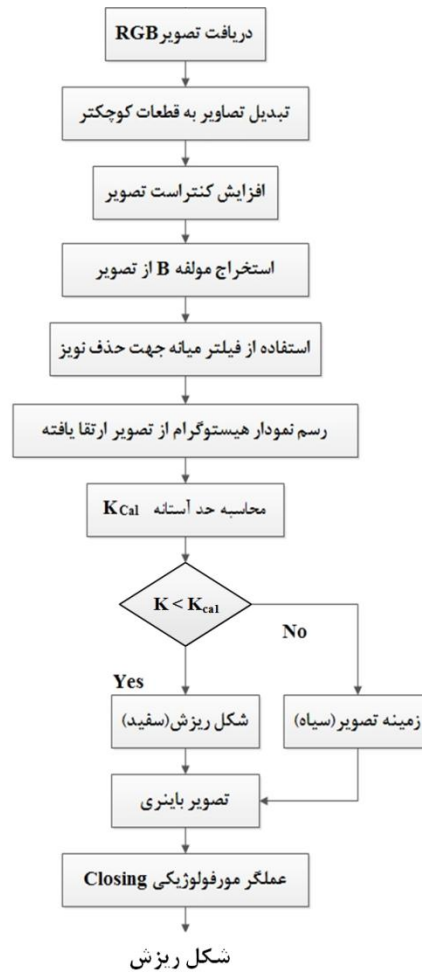 دریافت تصویر RGB
تبدیل تصاویر به قطعات کوچکتر
افزایش کنتراست تصویر
استخراج مولفه B از تصویر
استفاده از فیلتر میانه جهت حذف نویز
رسم نمودار هیستوگرام از تصویر ارتقا یافته
محاسبه حد آستانه KCal
K < Kcal
No
Yes
شکل ریزش(سفید)
زمینه تصویر(سیاه)
تصویر باینری
عملگر مورفولوژیکی Closing
شکل ریزش